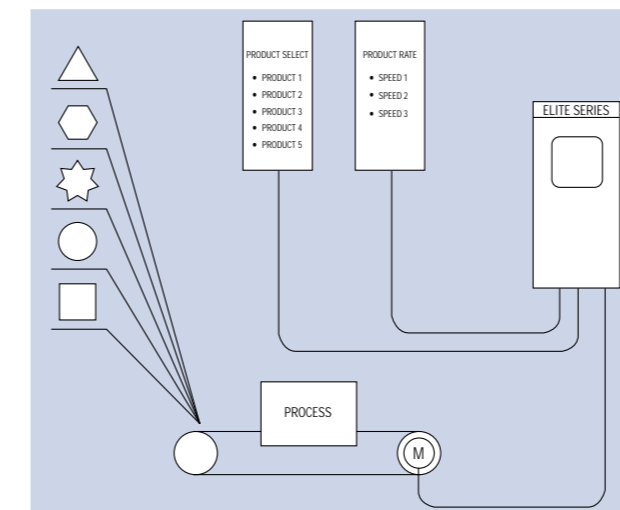 PRODUCT SELECT
• PRODUCT 1
• PRODUCT 2
• PRODUCT 3
• PRODUCT 4
• PRODUCT 5
PRODUCT RATE
• SPEED 1
• SPEED 2
• SPEED 3
ELITE SERIES
PROCESS
M